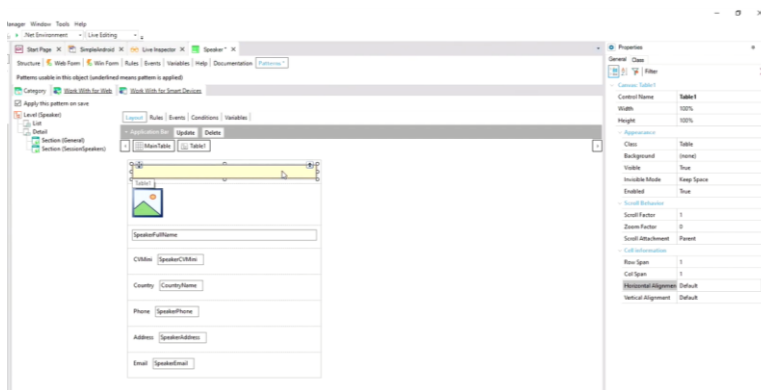 Manager Window Tools Help
.Net Environment Live Editing
Start Page X SimpleAndroid X Live Inspector X Speaker* X
Structure Web Form Win Form Rules Events Variables Help Documentation Patterns *
Patterns usable in this object (underlined means pattern is applied)
Category Work With for Web Work With for Smart Devices
Apply this pattern on save
Level (Speaker)
List
Detail
Section (General)
Section (SessionSpeakers)
Layout Rules Events Conditions Variables
Application Bar Update Delete
MainTable Table1
Table1
SpeakerFullName
CVMini SpeakerCVMini
Country CountryName
Phone SpeakerPhone
Address SpeakerAddress
Email SpeakerEmail
Properties
General Class
Filter
Canvas: Table1
Control Name Table1
Width 100%
Height 100%
Appearance
Class Table
Background (none)
Visible True
Invisible Mode Keep Space
Enabled True
Scroll Behavior
Scroll Factor 1
Zoom Factor 0
Scroll Attachment Parent
Cell information
Row Span 1
Col Span 1
Horizontal Alignmen Default
Vertical Alignment Default